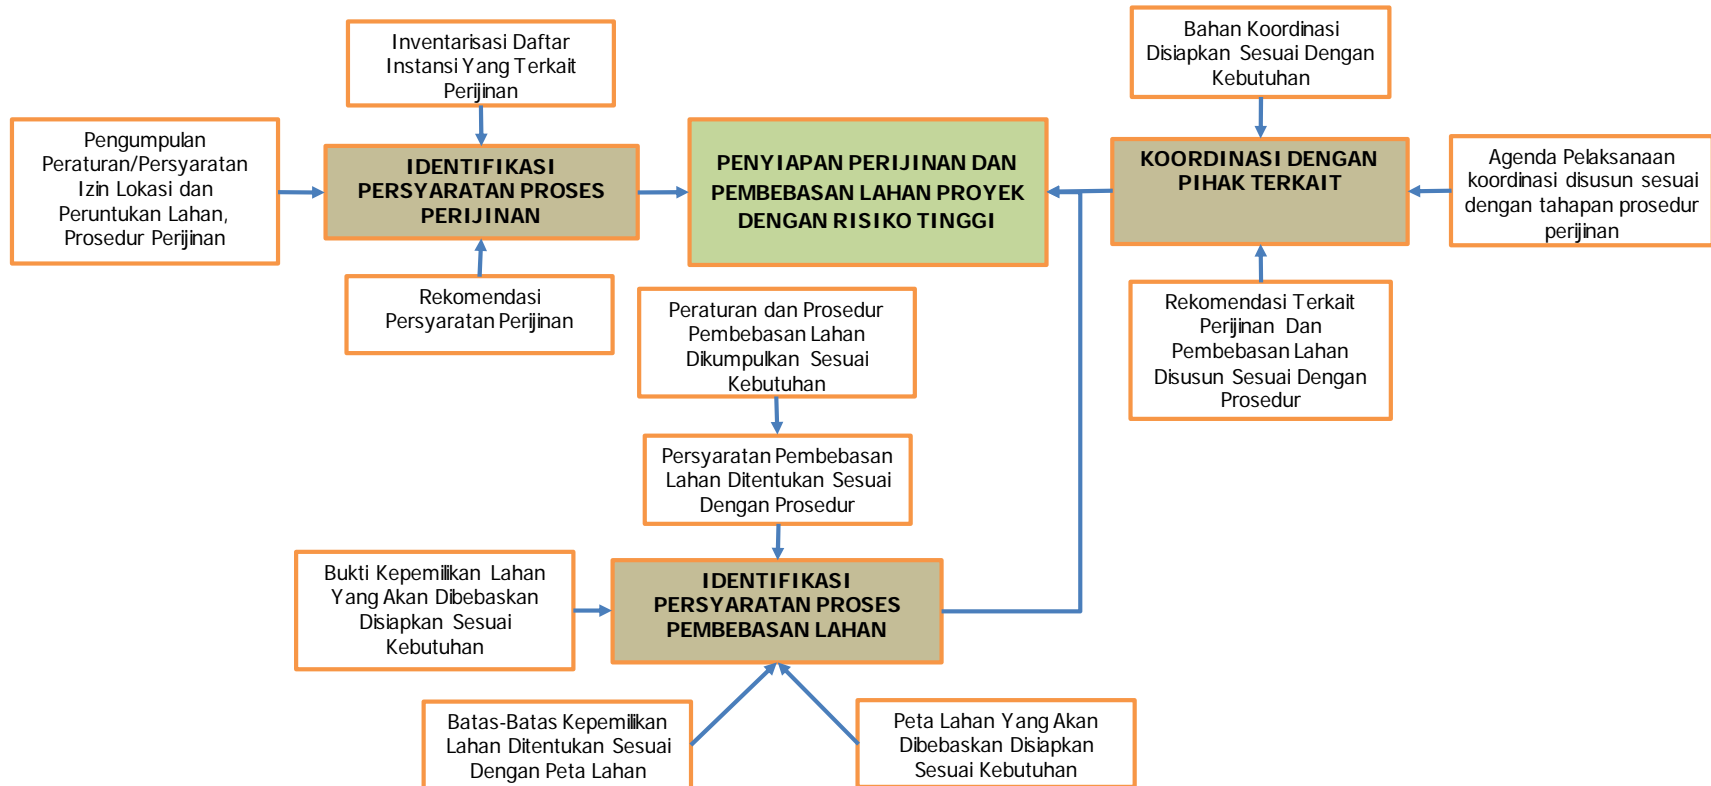 Inventarisasi Daftar
Instansi Yang Terkait
Perijinan
Bahan Koordinasi
Disiapkan Sesuai Dengan
Kebutuhan
Pengumpulan
Peraturan/Persyaratan
Izin Lokasi dan
Peruntukan Lahan,
Prosedur Perijinan
IDENTIFIKASI
PERSYARATAN PROSES
PERIJINAN
PENYIAPAN PERIJINAN DAN
PEMBEBASAN LAHAN PROYEK
DENGAN RISIKO TINGGI
KOORDINASI DENGAN
PIHAK TERKAIT
Agenda Pelaksanaan
koordinasi disusun sesuai
dengan tahapan prosedur
perijinan
Rekomendasi
Persyaratan Perijinan
Peraturan dan Prosedur
Pembebasan Lahan
Dikumpulkan Sesuai
Kebutuhan
Rekomendasi Terkait
Perijinan Dan
Pembebasan Lahan
Disusun Sesuai Dengan
Prosedur
Persyaratan Pembebasan
Lahan Ditentukan Sesuai
Dengan Prosedur
Bukti Kepemilikan Lahan
Yang Akan Dibebaskan
Disiapkan Sesuai
Kebutuhan
IDENTIFIKASI
PERSYARATAN PROSES
PEMBEBASAN LAHAN
Batas-Batas Kepemilikan
Lahan Ditentukan Sesuai
Dengan Peta Lahan
Peta Lahan Yang Akan
Dibebaskan Disiapkan
Sesuai Kebutuhan